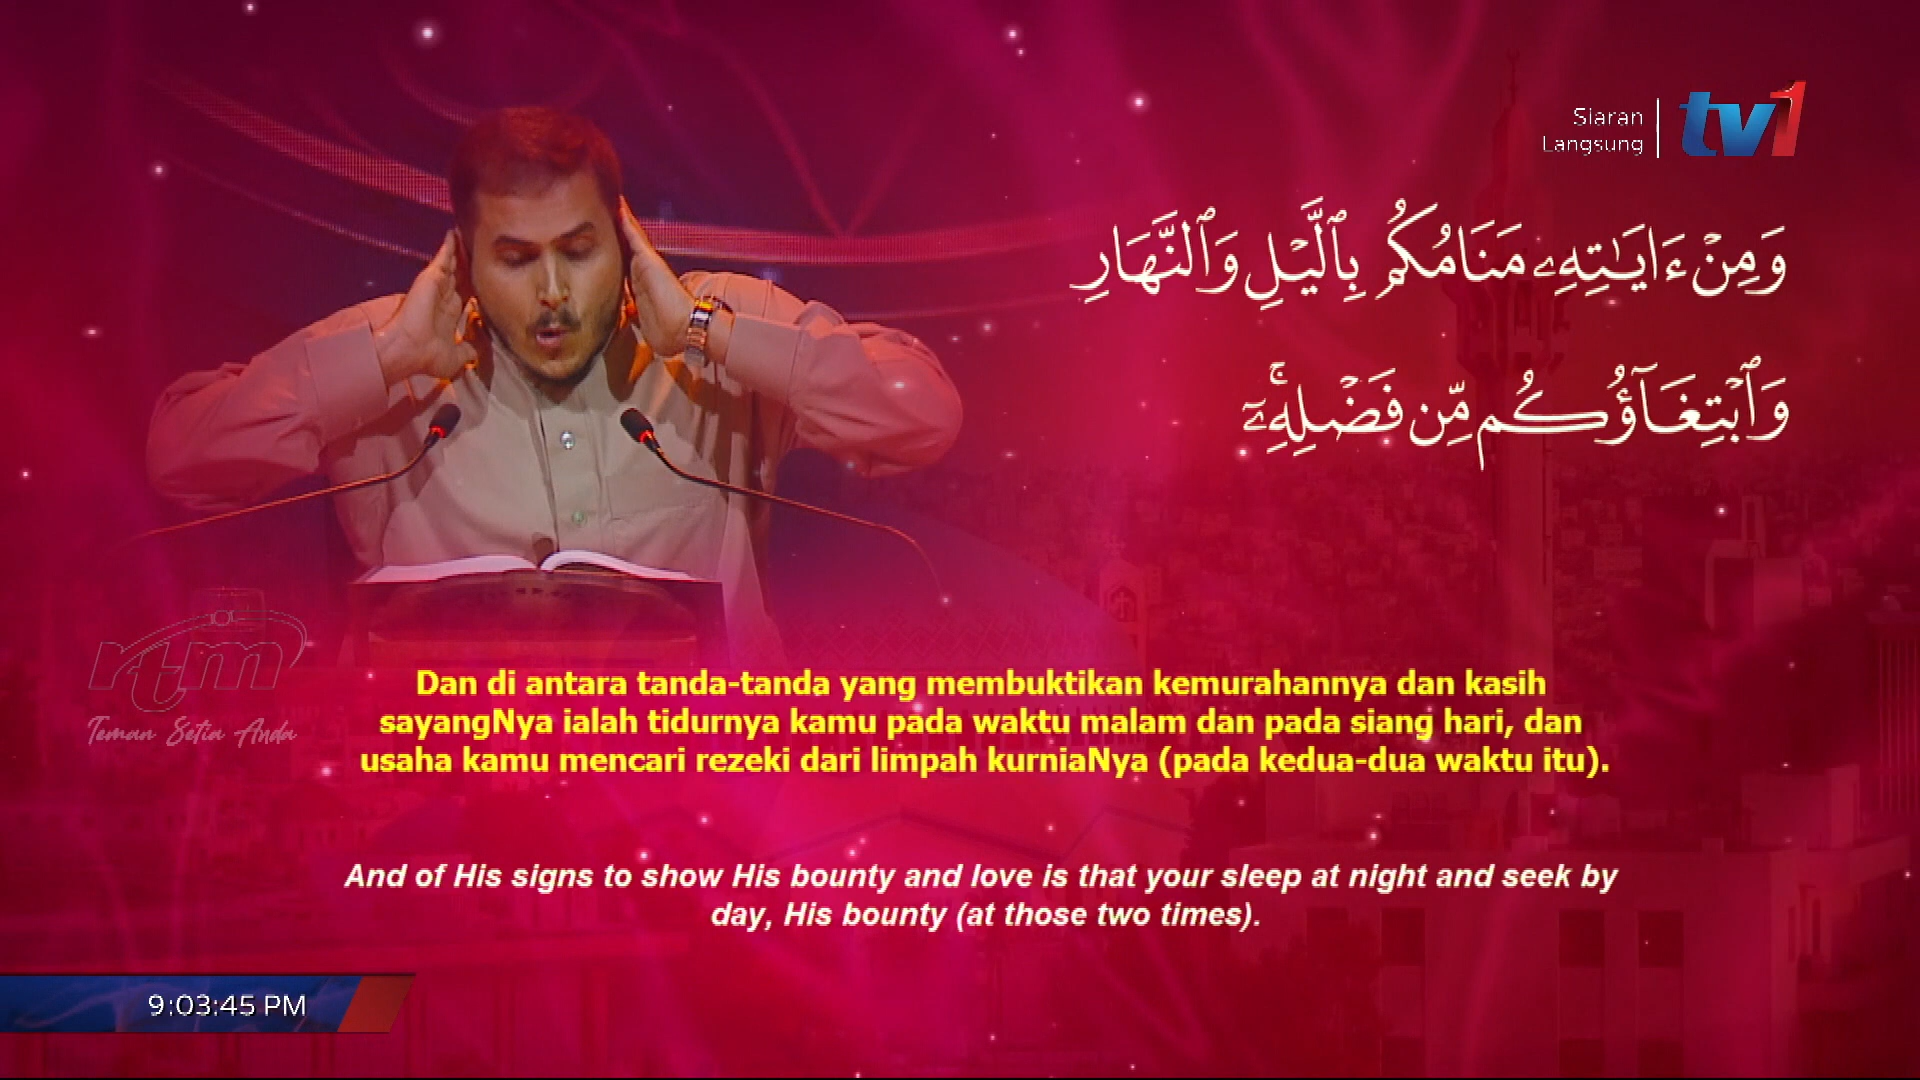 Siaran
Langsung
tv1
وَمِنْ ءَايَـٰتِهِۦ مَنَامُكُم بِٱلَّيْلِ وَٱلنَّهَارِ
وَٱبْتِغَآؤُكُم مِّن فَضْلِهِۦٓ ۚ
rtm
Teman Setia Anda
Dan di antara tanda-tanda yang membuktikan kemurahannya dan kasih
sayangNya ialah tidurnya kamu pada waktu malam dan pada siang hari, dan
usaha kamu mencari rezeki dari limpah kurniaNya (pada kedua-dua waktu itu).
And of His signs to show His bounty and love is that your sleep at night and seek by
day, His bounty (at those two times).
9:03:45 PM